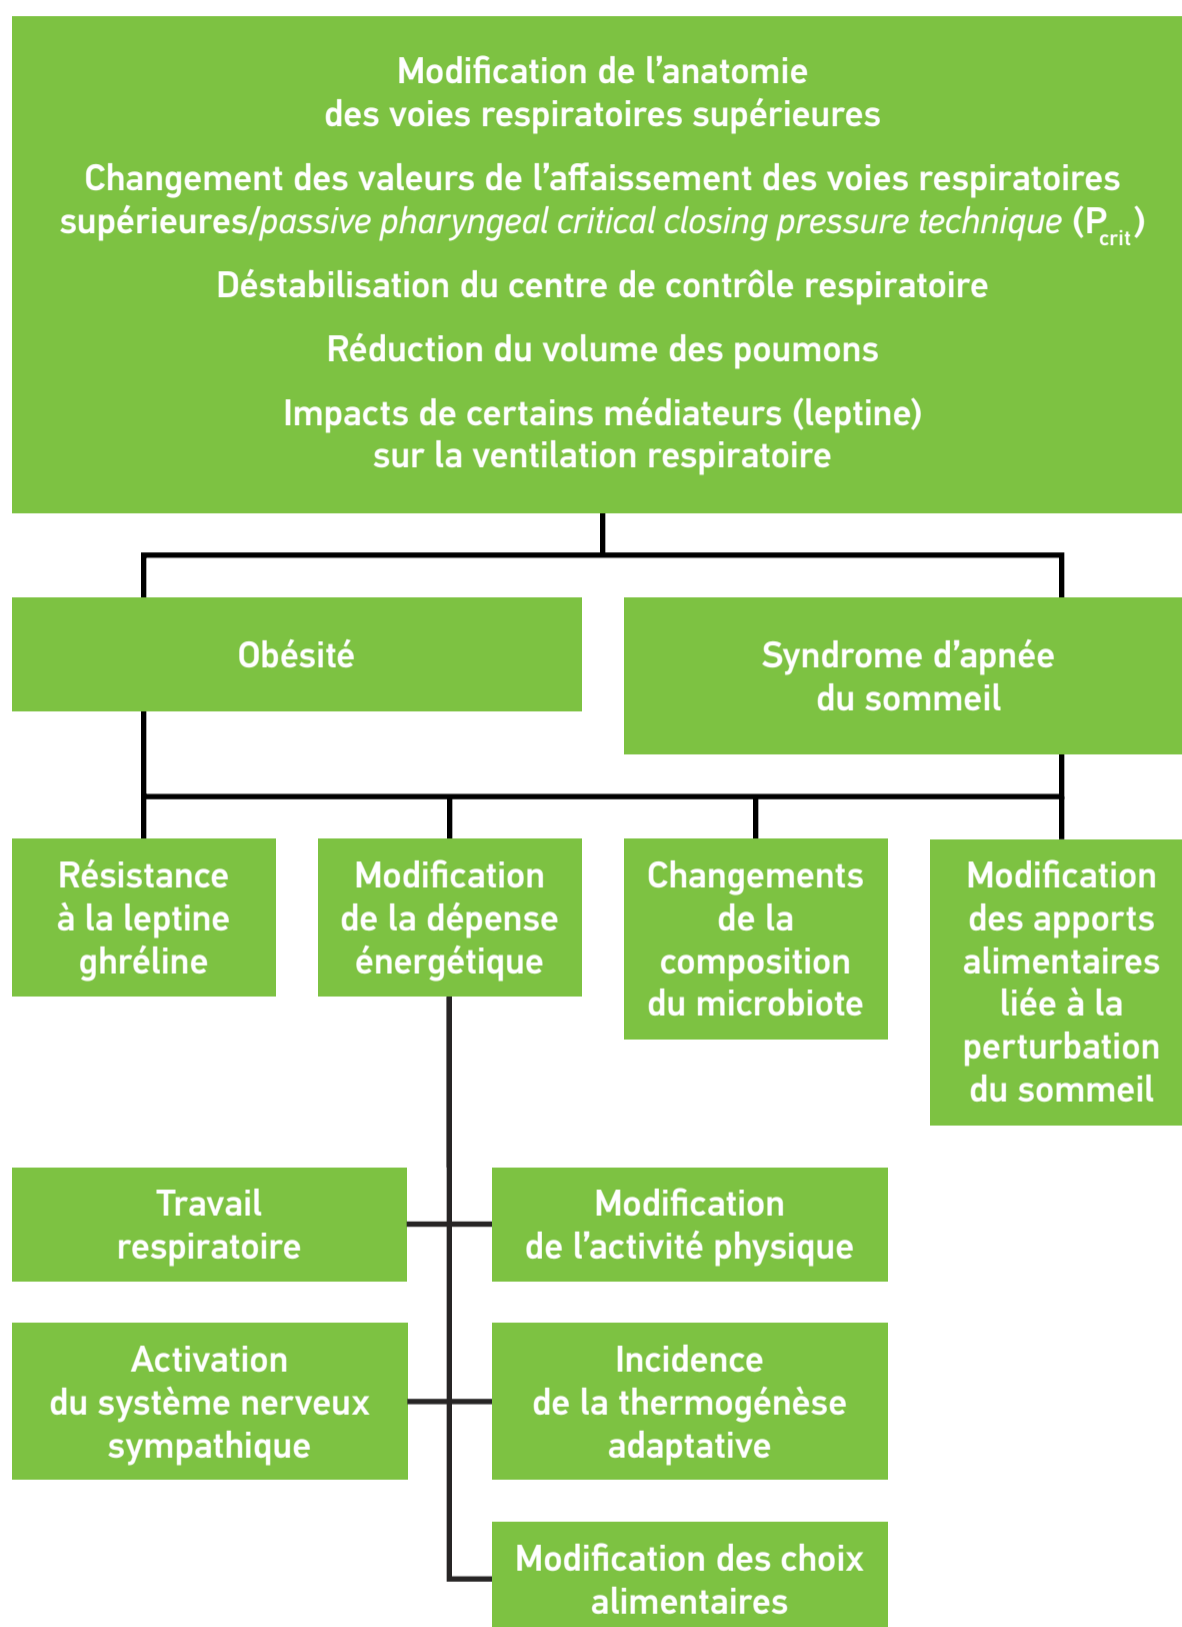 Modification de l’anatomie
des voies respiratoires supérieures
Changement des valeurs de l’affaissement des voies respiratoires
supérieures/passive pharyngeal critical closing pressure technique (Pcrit)
Déstabilisation du centre de contrôle respiratoire
Réduction du volume des poumons
Impacts de certains médiateurs (leptine)
sur la ventilation respiratoire
Obésité
Syndrome d’apnée
du sommeil
Résistance
à la leptine
ghréline
Modification
de la dépense
énergétique
Changements
de la
composition
du microbiote
Modification
des apports
alimentaires
liée à la
perturbation
du sommeil
Travail
respiratoire
Modification
de l’activité physique
Activation
du système nerveux
sympathique
Incidence
de la thermogénèse
adaptative
Modification des choix
alimentaires